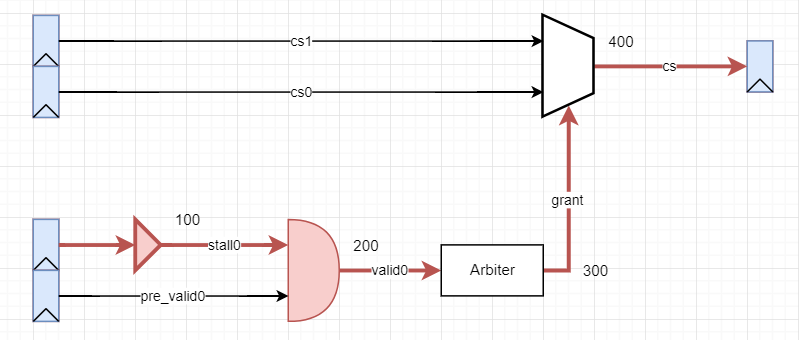 cs1
400
cs
cs0
grant
100
stall0
200
valid0
Arbiter
300
pre_valid0